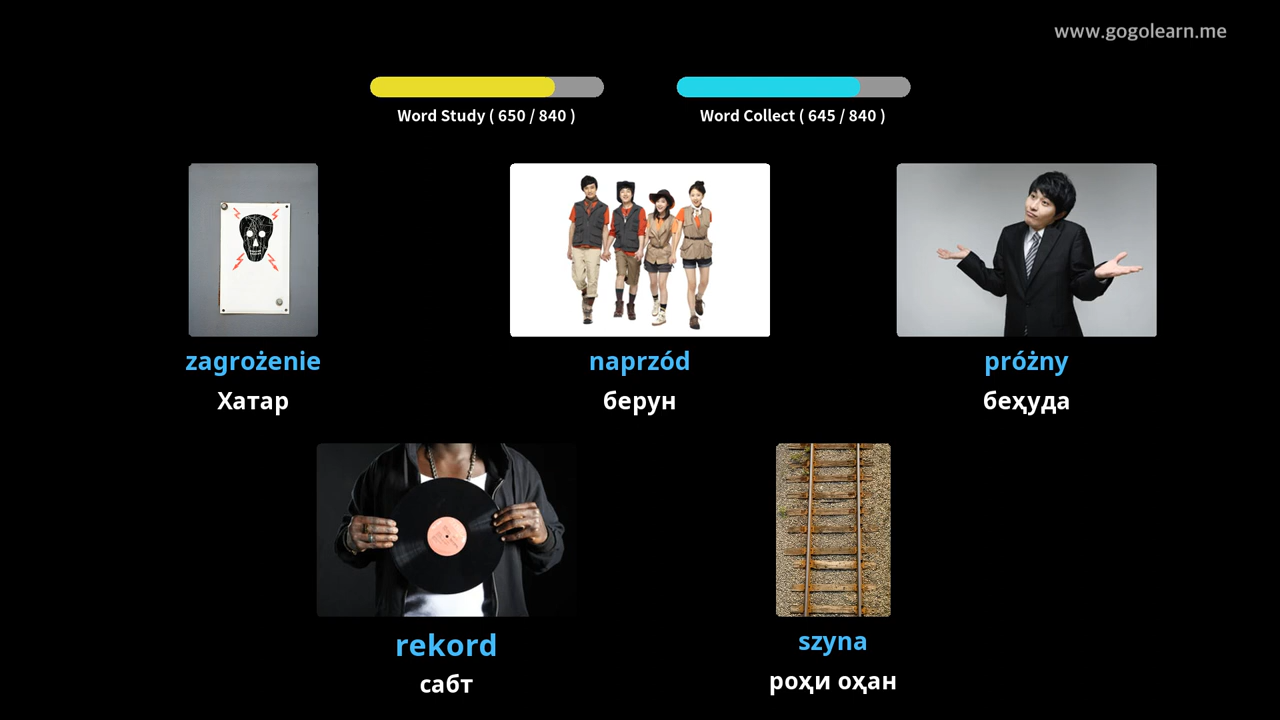 www.gogolearn.me
Word Study ( 650 / 840 )
Word Collect ( 645 / 840 )
zagrożenie
Хатар
naprzód
берун
próżny
беҳуда
rekord
сабт
szyna
роҳи оҳан